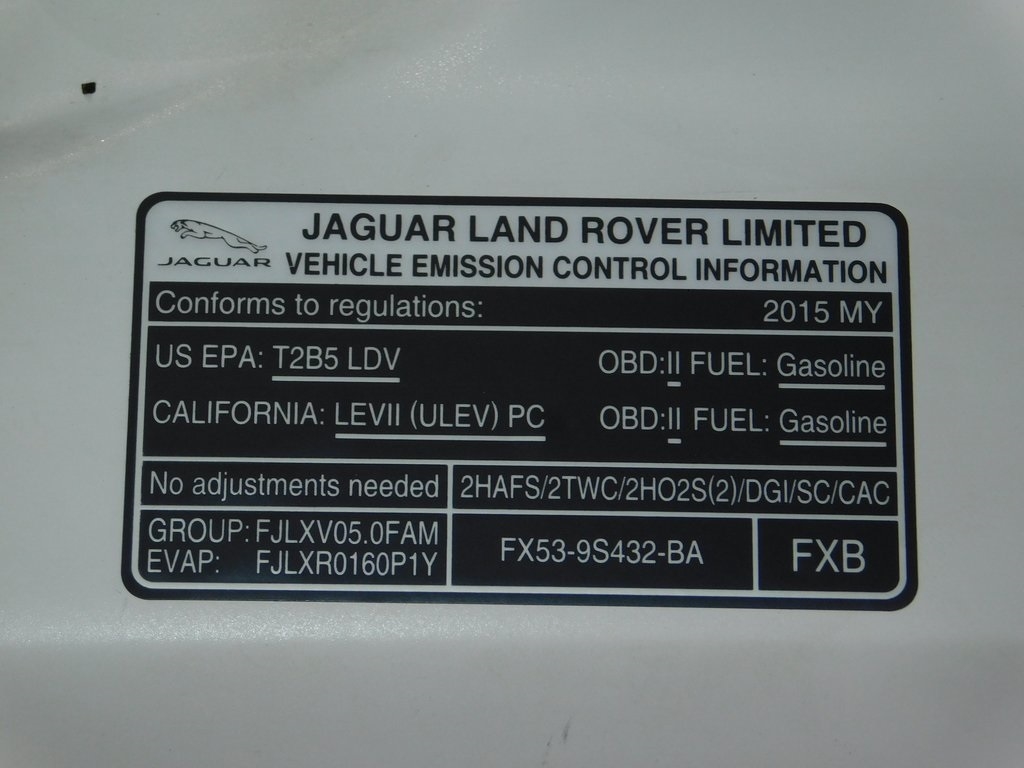 JAGUAR
JAGUAR LAND ROVER LIMITED
VEHICLE EMISSION CONTROL INFORMATION
Conforms to regulations: 2015 MY
US EPA: T2B5 LDV OBD:II FUEL: Gasoline
CALIFORNIA: LEVII (ULEV) PC OBD:II FUEL: Gasoline
No adjustments needed 2HAFS/2TWC/2HO2S(2)/DGI/SC/CAC
GROUP: FJLXV05.0FAM
EVAP: FJLXR0160P1Y
FX53-9S432-BA
FXB